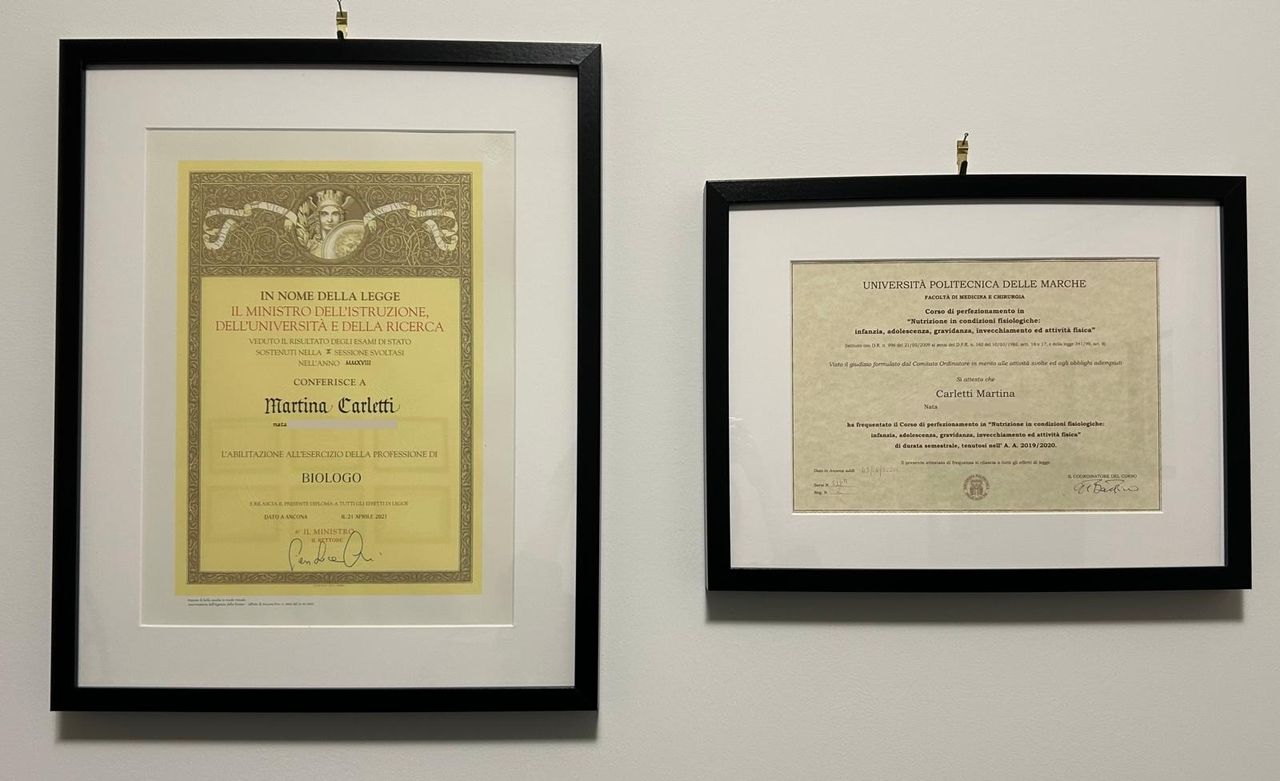 IN NOME DELLA LEGGE
IL MINISTRO DELL'ISTRUZIONE,
DELL'UNIVERSITÀ E DELLA RICERCA
VEDUTO IL RISULTATO DEGLI ESAMI DI STATO
SOSTENUTI NELLA SESSIONE SVOLTASI
NELL'ANNO MMXVIII
CONFERISCE A
Martina Carletti
nata
L'ABILITAZIONE ALL'ESERCIZIO DELLA PROFESSIONE DI
BIOLOGO
E RILASCIA IL PRESENTE DIPLOMA A TUTTI GLI EFFETTI DI LEGGE
DATO A ANCONA IL 21 APRILE 2021
IL MINISTRO
IL RETTORE
UNIVERSITÀ POLITECNICA DELLE MARCHE
FACOLTÀ DI MEDICINA E CHIRURGIA
Corso di perfezionamento in
"Nutrizione in condizioni fisiologiche:
infanzia, adolescenza, gravidanza, invecchiamento ed attività fisica"
Visto il giudizio formulato dal Comitato Ordinatore in merito alle attività svolte ed agli obblighi adempiuti
Si attesta che
Carletti Martina
Nata
ha frequentato il Corso di perfezionamento in "Nutrizione in condizioni fisiologiche:
infanzia, adolescenza, gravidanza, invecchiamento ed attività fisica"
di durata semestrale, tenutosi nell' A. A. 2019/2020.
Il presente attestato di frequenza si rilascia a tutti gli effetti di legge
Dato in Ancona addì
IL COORDINATORE DEL CORSO
Reg. N.